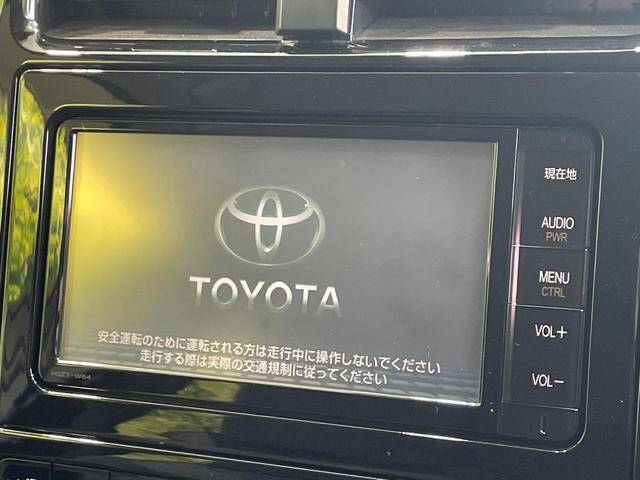 TOYOTA
安全運転のために運転される方は走行中に操作しないでください
走行する際は実際の交通規制に従ってください
NSZT-W64
現在地
AUDIO
PWR
MENU
CTRL
VOL+
VOL-